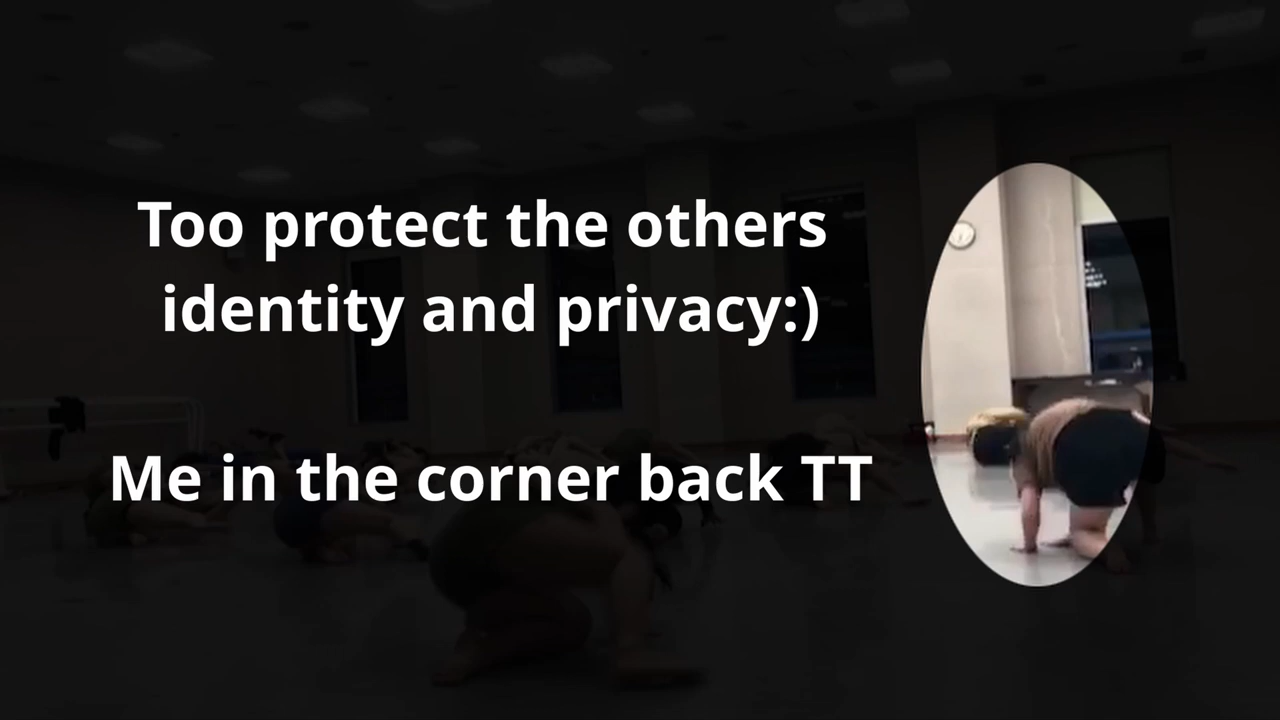 Too protect the others
identity and privacy:)
Me in the corner back TT